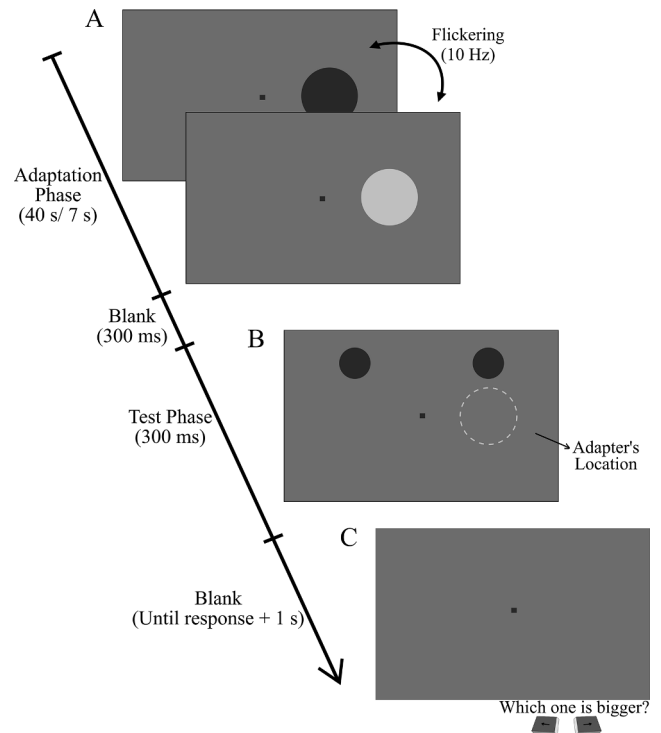 A
Flickering
(10 Hz)
Adaptation
Phase
(40 s/ 7 s)
Blank
(300 ms)
B
Test Phase
(300 ms)
Adapter's
Location
C
Blank
(Until response + 1 s)
Which one is bigger?